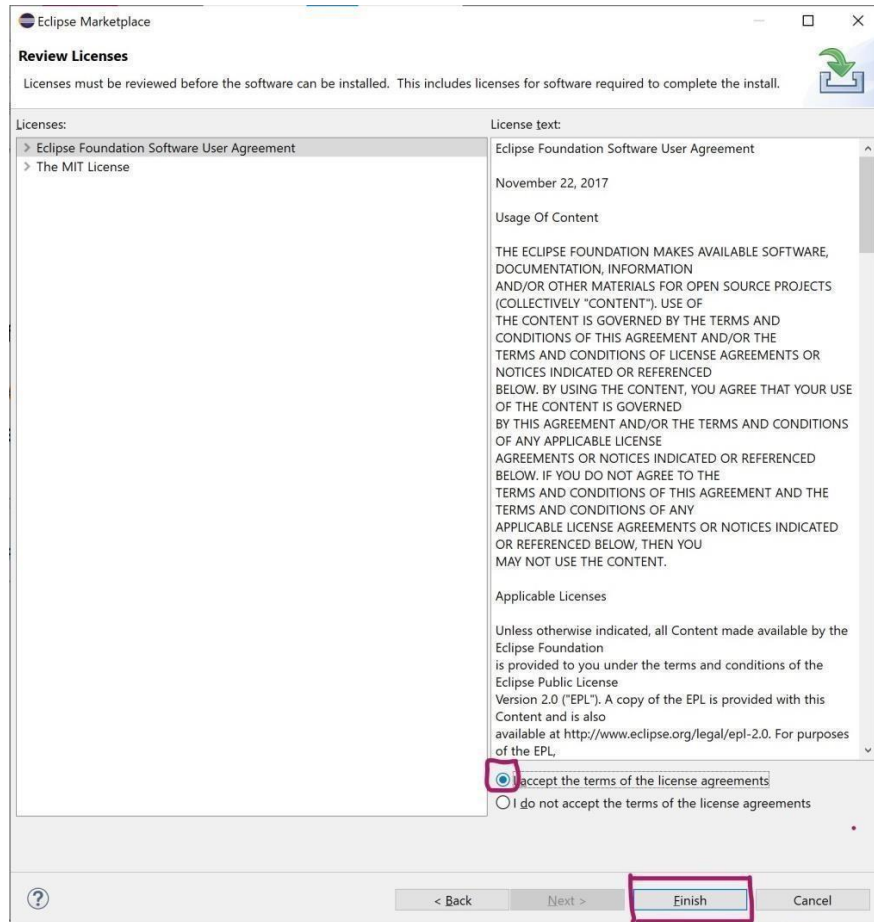 Eclipse Marketplace
Review Licenses
Licenses must be reviewed before the software can be installed. This includes licenses for software required to complete the install.
Licenses:
Eclipse Foundation Software User Agreement
The MIT License
License text:
Eclipse Foundation Software User Agreement
November 22, 2017
Usage Of Content
THE ECLIPSE FOUNDATION MAKES AVAILABLE SOFTWARE,
DOCUMENTATION, INFORMATION
AND/OR OTHER MATERIALS FOR OPEN SOURCE PROJECTS
(COLLECTIVELY "CONTENT"). USE OF
THE CONTENT IS GOVERNED BY THE TERMS AND
CONDITIONS OF THIS AGREEMENT AND/OR THE
TERMS AND CONDITIONS OF LICENSE AGREEMENTS OR
NOTICES INDICATED OR REFERENCED
BELOW. BY USING THE CONTENT, YOU AGREE THAT YOUR USE
OF THE CONTENT IS GOVERNED
BY THIS AGREEMENT AND/OR THE TERMS AND CONDITIONS
OF ANY APPLICABLE LICENSE
AGREEMENTS OR NOTICES INDICATED OR REFERENCED
BELOW. IF YOU DO NOT AGREE TO THE
TERMS AND CONDITIONS OF THIS AGREEMENT AND THE
TERMS AND CONDITIONS OF ANY
APPLICABLE LICENSE AGREEMENTS OR NOTICES INDICATED
OR REFERENCED BELOW, THEN YOU
MAY NOT USE THE CONTENT.
Applicable Licenses
Unless otherwise indicated, all Content made available by the
Eclipse Foundation
is provided to you under the terms and conditions of the
Eclipse Public License
Version 2.0 ("EPL"). A copy of the EPL is provided with this
Content and is also
available at http://www.eclipse.org/legal/epl-2.0. For purposes
of the EPL,
I accept the terms of the license agreements
I do not accept the terms of the license agreements
?
< Back
Next >
Finish
Cancel